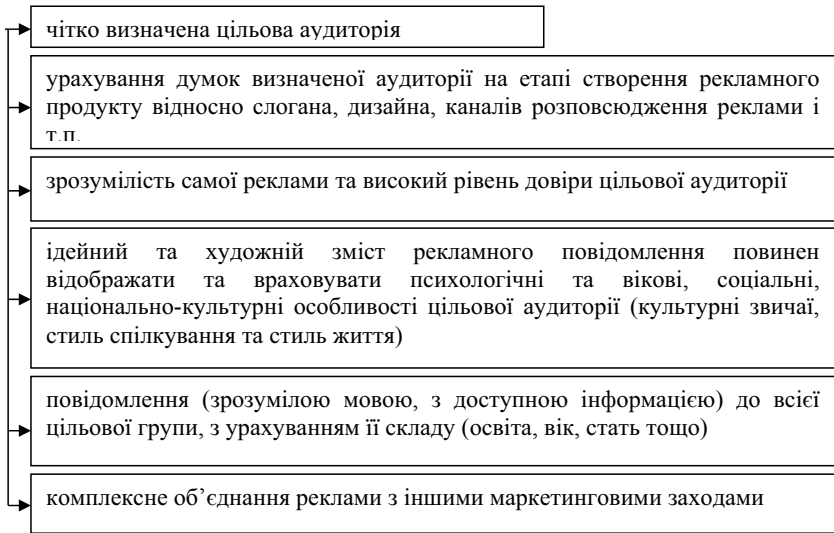 чітко визначена цільова аудиторія
урахування думок визначеної аудиторії на етапі створення рекламного
продукту відносно слогана, дизайна, каналів розповсюдження реклами і
т.п.
зрозумілість самої реклами та високий рівень довіри цільової аудиторії
ідейний та художній зміст рекламного повідомлення повинен
відображати та враховувати психологічні та вікові, соціальні,
національно-культурні особливості цільової аудиторії (культурні звичаї,
стиль спілкування та стиль життя)
повідомлення (зрозумілою мовою, з доступною інформацією) до всієї
цільової групи, з урахуванням її складу (освіта, вік, стать тощо)
комплексне об’єднання реклами з іншими маркетинговими заходами